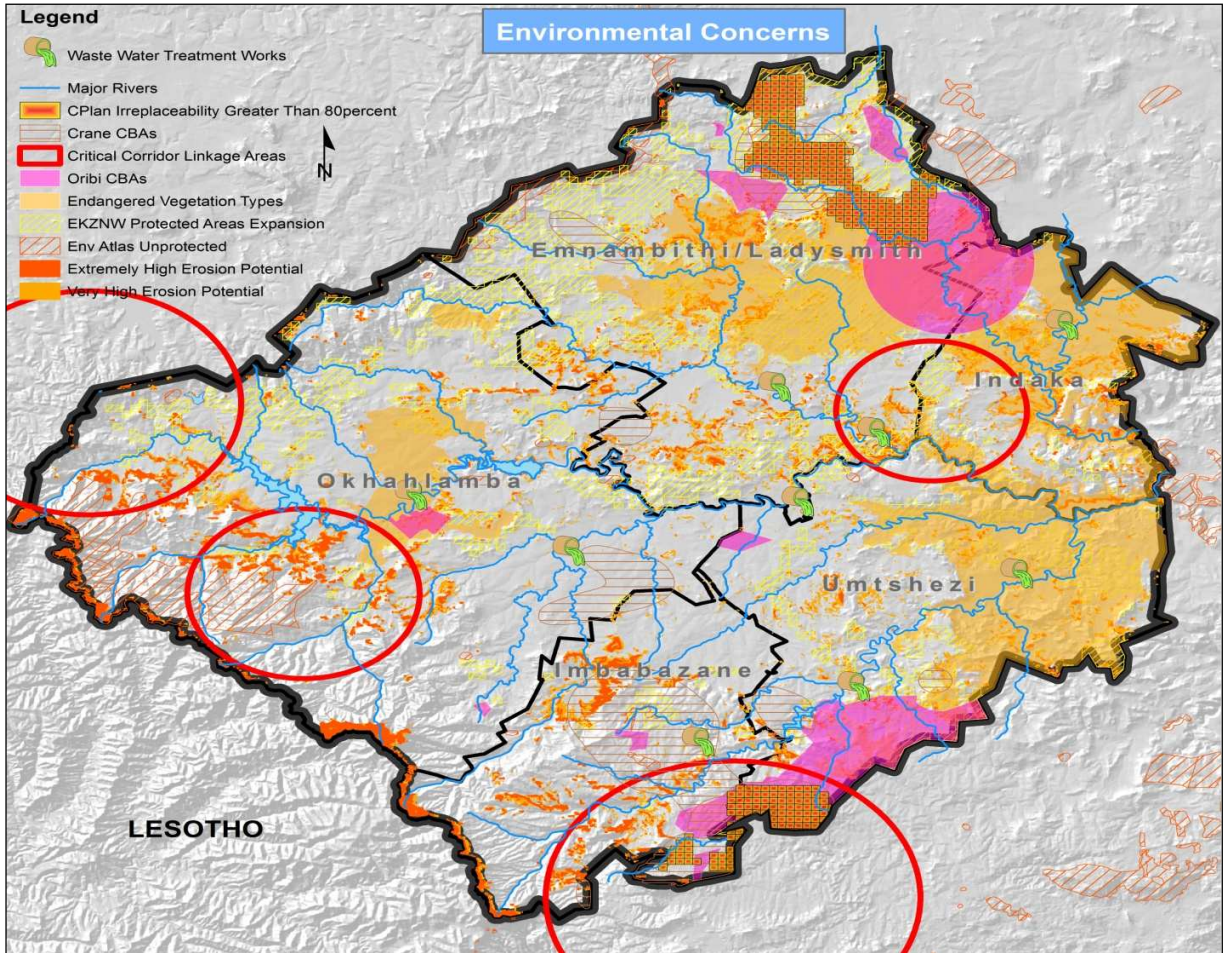 Legend
Environmental Concerns
Waste Water Treatment Works
Major Rivers
CPlan Irreplaceability Greater Than 80percent
Crane CBAs
Critical Corridor Linkage Areas
N
Oribi CBAs
Endangered Vegetation Types
EKZNW Protected Areas Expansion
Env Atlas Unprotected
Extremely High Erosion Potential
Very High Erosion Potential
Emnambithi/Ladysmith
Indaka
Okhahlamba
Umtshezi
Imbabazane
LESOTHO